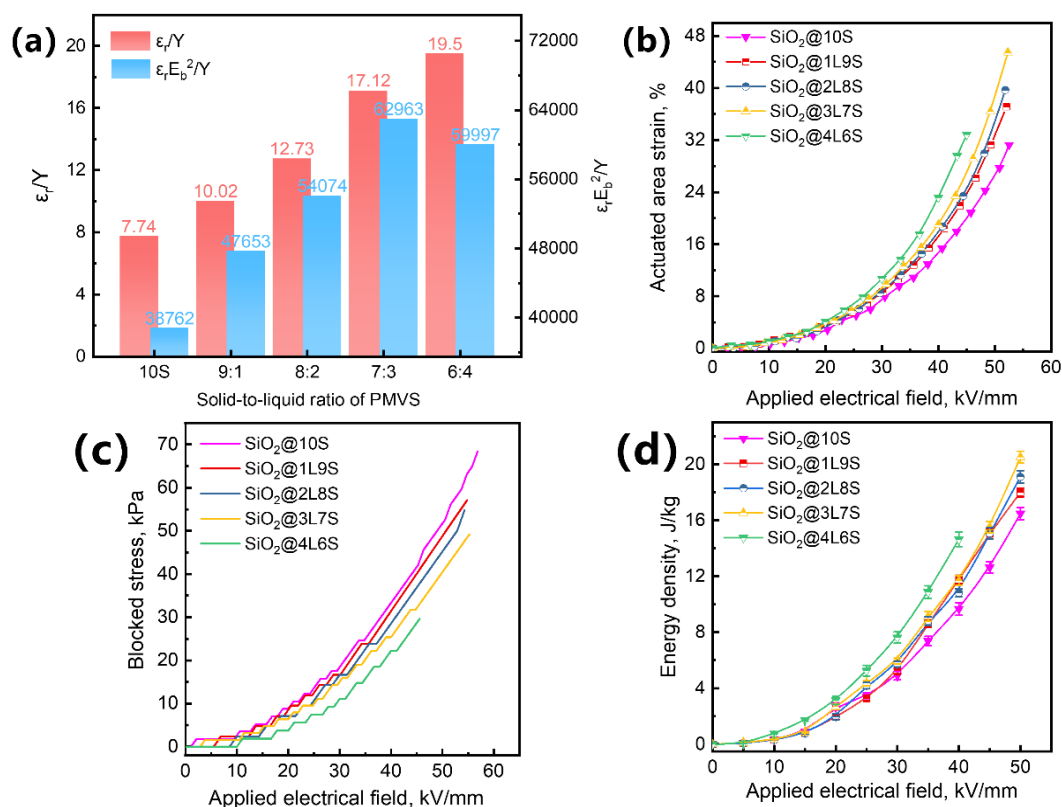 (a)
εr/Y
εrEb²/Y
20
16
12
8
4
0
εr/Y
72000
64000
56000
48000
40000
εrEb²/Y
7.74
10.02
12.73
17.12
19.5
38762
47653
54074
62963
59997
10S
9:1
8:2
7:3
6:4
Solid-to-liquid ratio of PMVS
(b)
SiO2@10S
SiO2@1L9S
SiO2@2L8S
SiO2@3L7S
SiO2@4L6S
48
40
32
24
16
8
0
Actuated area strain, %
0 10 20 30 40 50 60
Applied electrical field, kV/mm
(c)
SiO2@10S
SiO2@1L9S
SiO2@2L8S
SiO2@3L7S
SiO2@4L6S
70
60
50
40
30
20
10
0
Blocked stress, kPa
0 10 20 30 40 50 60
Applied electrical field, kV/mm
(d)
SiO2@10S
SiO2@1L9S
SiO2@2L8S
SiO2@3L7S
SiO2@4L6S
20
16
12
8
4
0
Energy density, J/kg
0 10 20 30 40 50
Applied electrical field, kV/mm